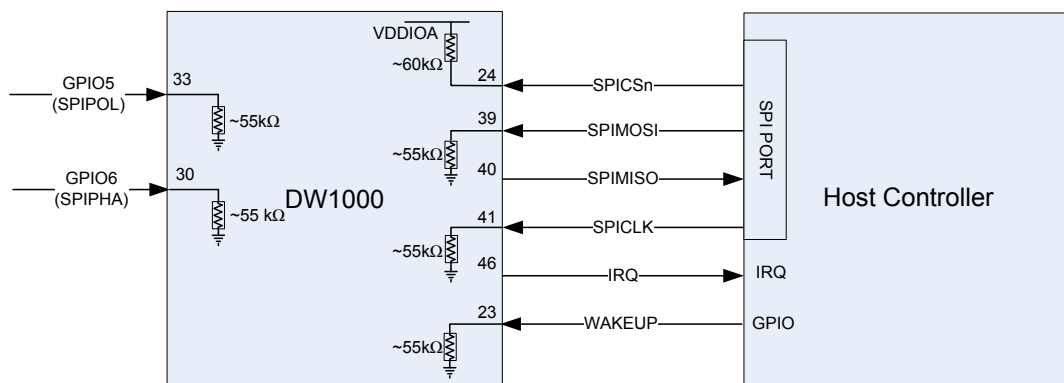 VDDIOA
~60kΩ
24
SPICSn
GPIO5
(SPIPOL)
33
~55kΩ
39
SPIMOSI
~55kΩ
40
SPIMISO
SPI PORT
GPIO6
(SPIPHA)
30
~55 kΩ
DW1000
Host Controller
41
SPICLK
~55kΩ
46
IRQ
IRQ
23
WAKEUP
GPIO
~55kΩ